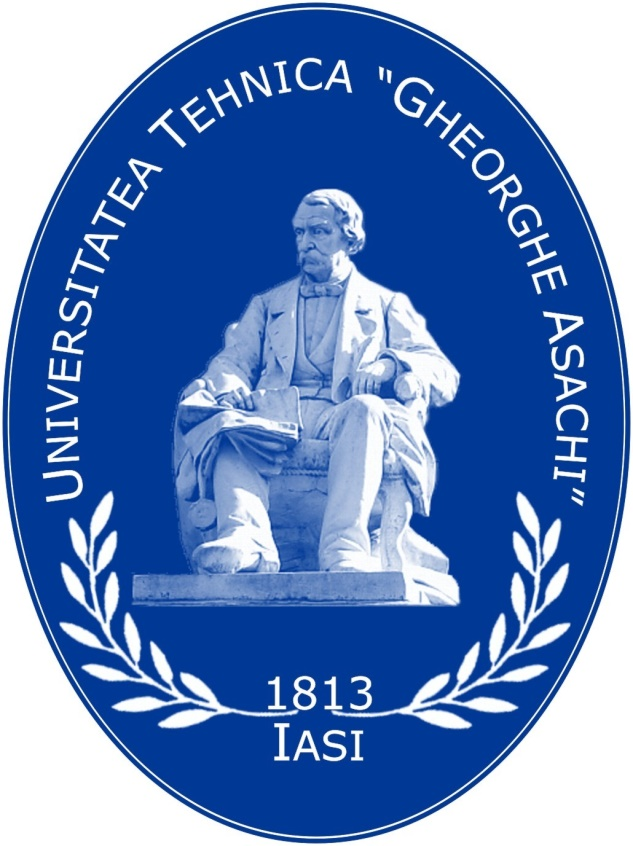 UNIVERSITATEA TEHNICA "GHEORGHE ASACHI"
1813
IASI